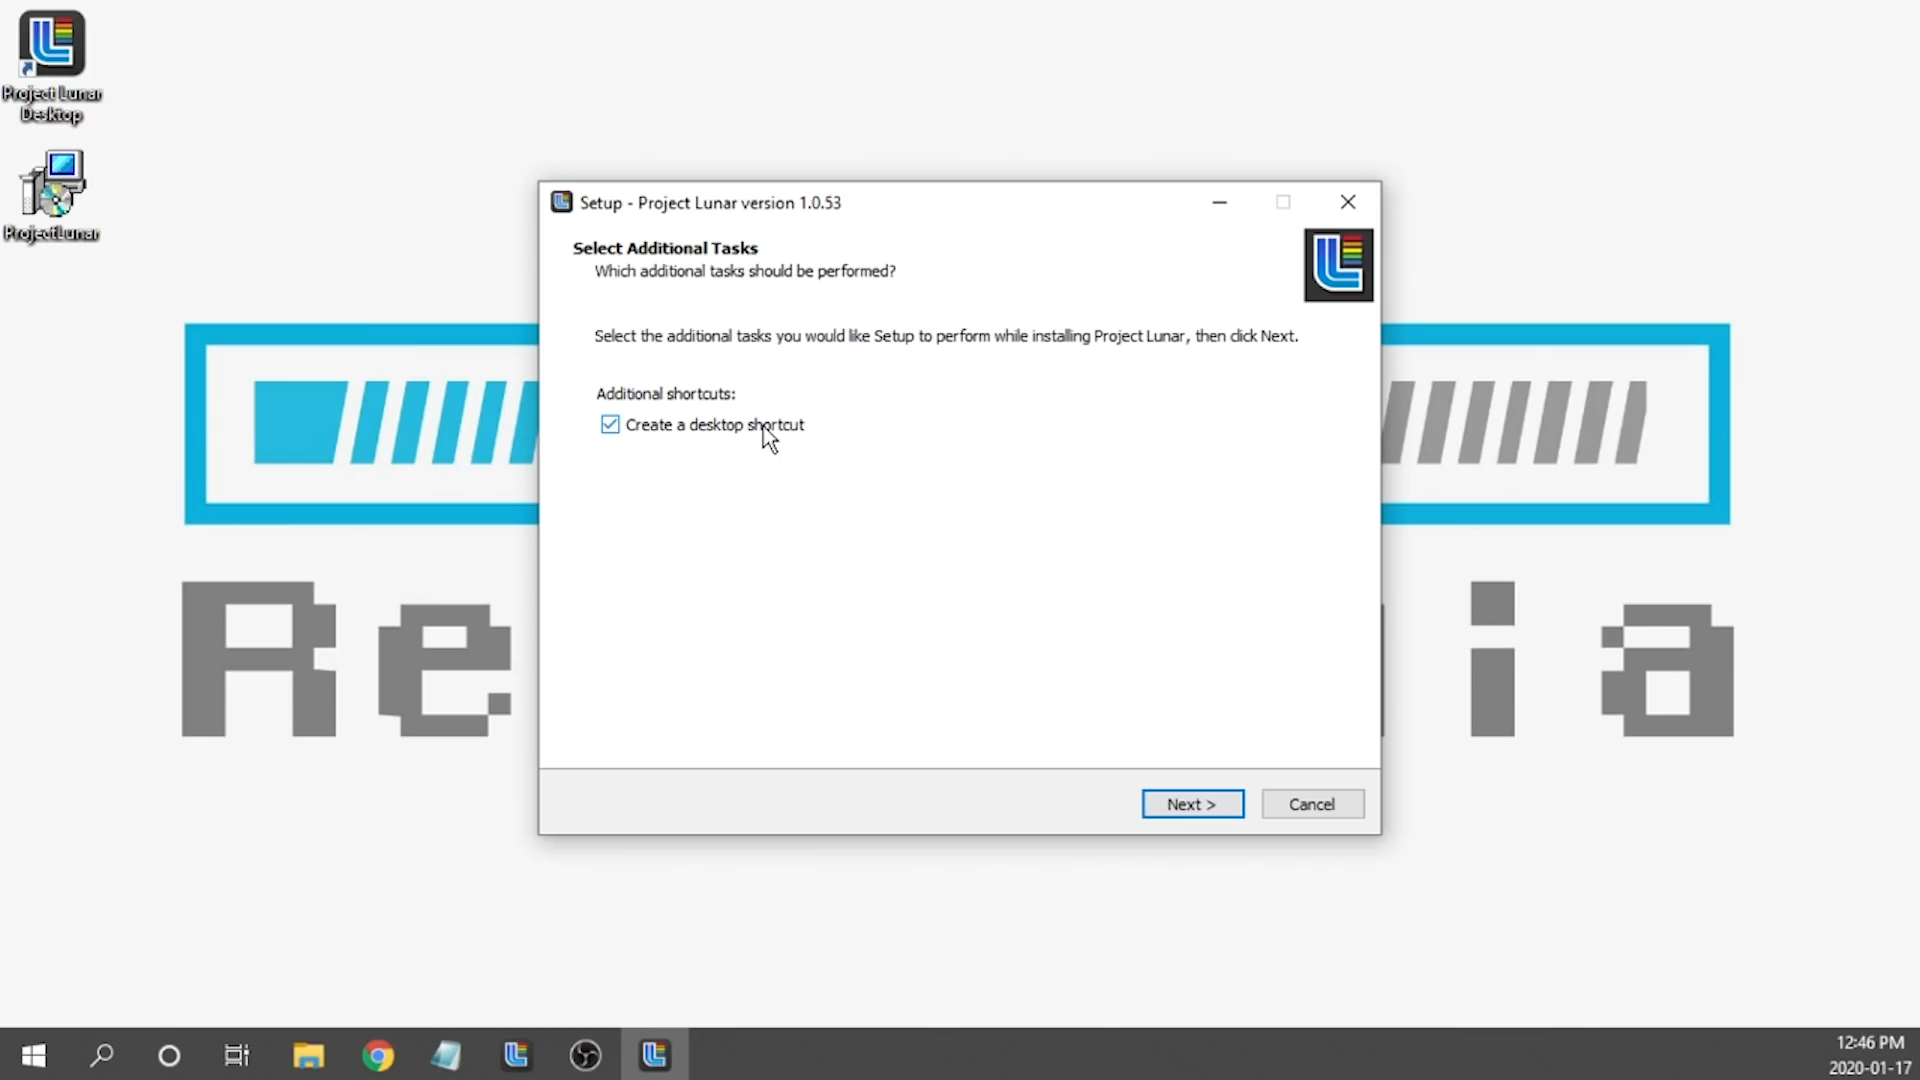 Project Lunar
Desktop
ProjectLunar
Setup - Project Lunar version 1.0.53
Select Additional Tasks
Which additional tasks should be performed?
Select the additional tasks you would like Setup to perform while installing Project Lunar, then click Next.
Additional shortcuts:
Create a desktop shortcut
Next >
Cancel
Re
ia
12:46 PM
2020-01-17